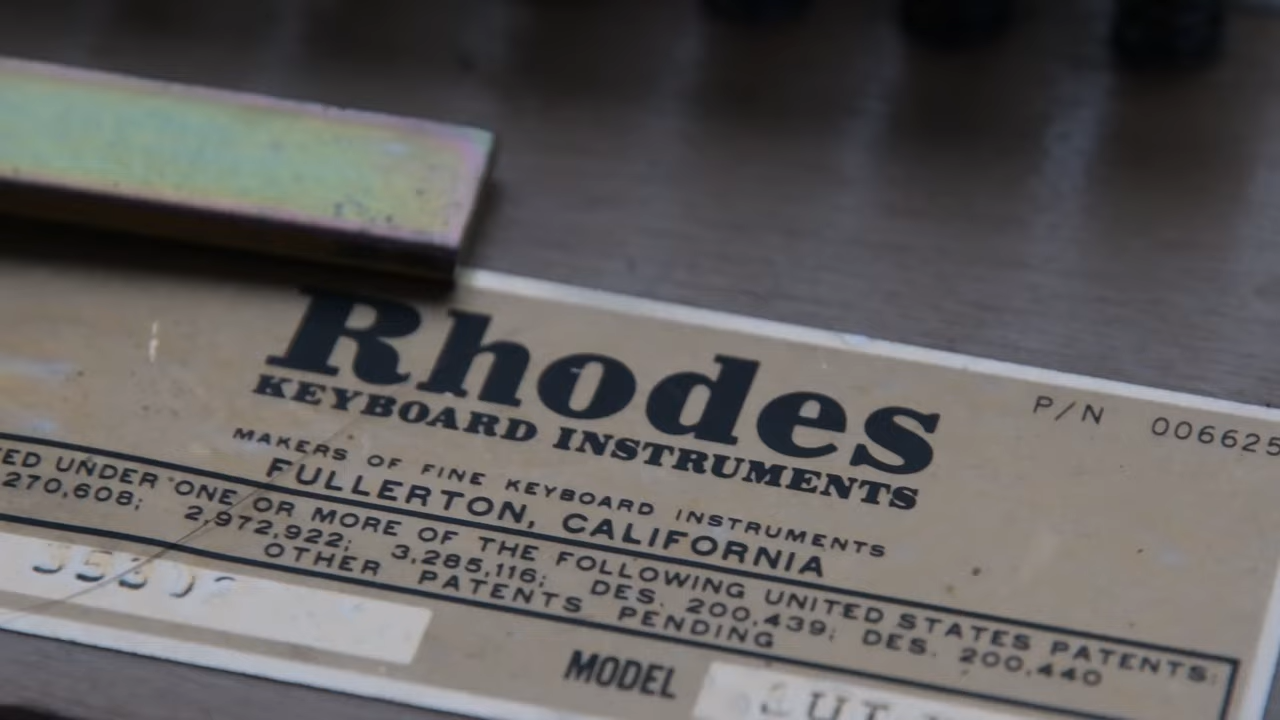 Rhodes
KEYBOARD INSTRUMENTS
P/N 006625
MAKERS OF FINE KEYBOARD INSTRUMENTS
FULLERTON, CALIFORNIA
ED UNDER ONE OR MORE OF THE FOLLOWING UNITED STATES PATENTS:
270,608; 2,972,922; 3,285,116; DES. 200,439; DES. 200,440
OTHER PATENTS PENDING
MODEL